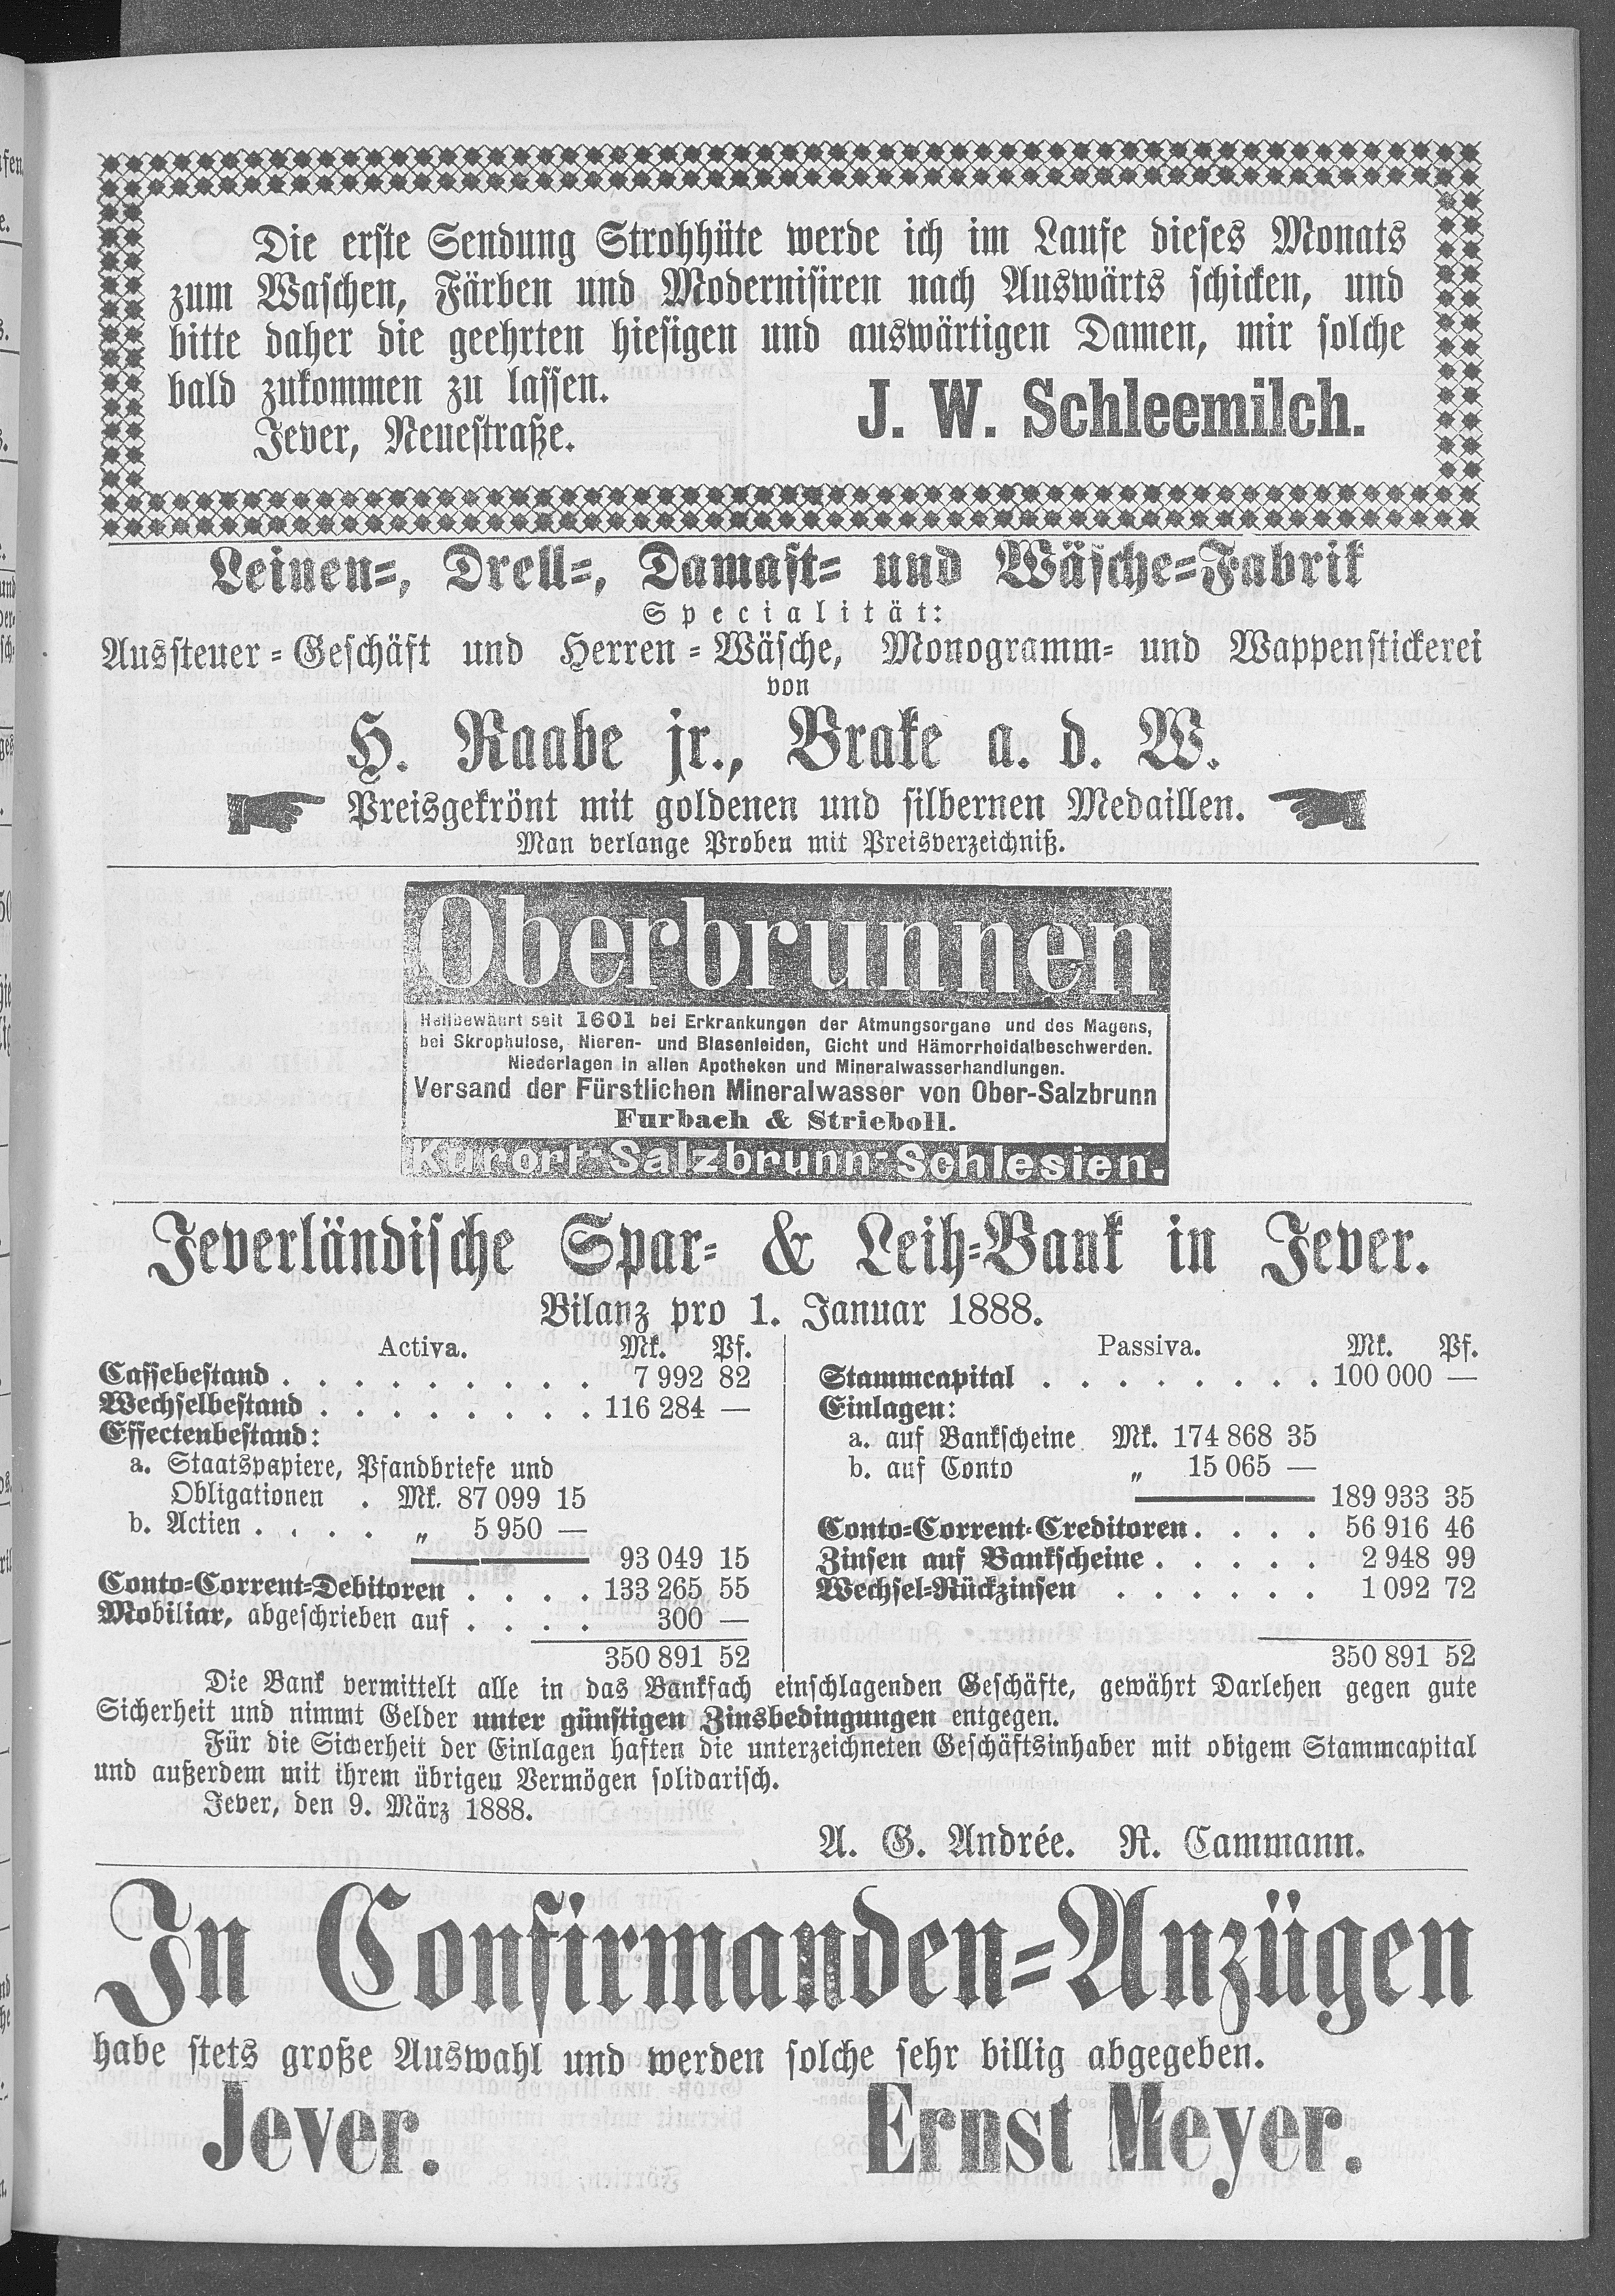 Die erste Sendung Strohhüte werde ich im Laufe dieses Monats
zum Waschen, Färben und Modernisiren nach Auswärts schicken, und
bitte daher die geehrten hiesigen und auswärtigen Damen, mir solche
bald zukommen zu lassen.
Jever, Neuestraße.
J. W. Schleemilch.
Leinen=, Drell=, Damast= und Wäsche=Fabrik
Specialität:
Aussteuer=Geschäft und Herren=Wäsche, Monogramm= und Wappenstickerei
von
H. Raabe jr., Brake a. d. W.
Preisgekrönt mit goldenen und silbernen Medaillen.
Man verlange Proben mit Preisverzeichniß.
Oberbrunnen
Heilbewährt seit 1601 bei Erkrankungen der Atmungsorgane und des Magens,
bei Skrophulose, Nieren- und Blasenleiden, Gicht und Hämorrhoidalbeschwerden.
Niederlagen in allen Apotheken und Mineralwasserhandlungen.
Versand der Fürstlichen Mineralwasser von Ober-Salzbrunn
Furbach & Strieboll.
Kurort-Salzbrunn-Schlesien.
Jeverländische Spar= & Leih=Bank in Jever.
Bilanz pro 1. Januar 1888.
Activa. Mk. Pf.
Cassebestand . . . . . . . . . 7 992 82
Wechselbestand . . . . . . . . 116 284 —
Effectenbestand:
a. Staatspapiere, Pfandbriefe und
Obligationen . Mk. 87 099 15
b. Actien . . . . „ 5 950 —
93 049 15
Conto=Corrent=Debitoren . . . . 133 265 55
Mobiliar, abgeschrieben auf . . . . 300 —
350 891 52
Passiva. Mk. Pf.
Stammcapital . . . . . . . . 100 000 —
Einlagen:
a. auf Bankscheine Mk. 174 868 35
b. auf Conto „ 15 065 —
189 933 35
Conto=Corrent=Creditoren . . . . 56 916 46
Zinsen auf Bankscheine . . . . . 2 948 99
Wechsel=Rückzinsen . . . . . . 1 092 72
350 891 52
Die Bank vermittelt alle in das Bankfach einschlagenden Geschäfte, gewährt Darlehen gegen gute
Sicherheit und nimmt Gelder unter günstigen Zinsbedingungen entgegen.
Für die Sicherheit der Einlagen haften die unterzeichneten Geschäftsinhaber mit obigem Stammcapital
und außerdem mit ihrem übrigen Vermögen solidarisch.
Jever, den 9. März 1888.
A. G. Andrée. R. Cammann.
In Confirmanden=Anzügen
habe stets große Auswahl und werden solche sehr billig abgegeben.
Jever. Ernst Meyer.